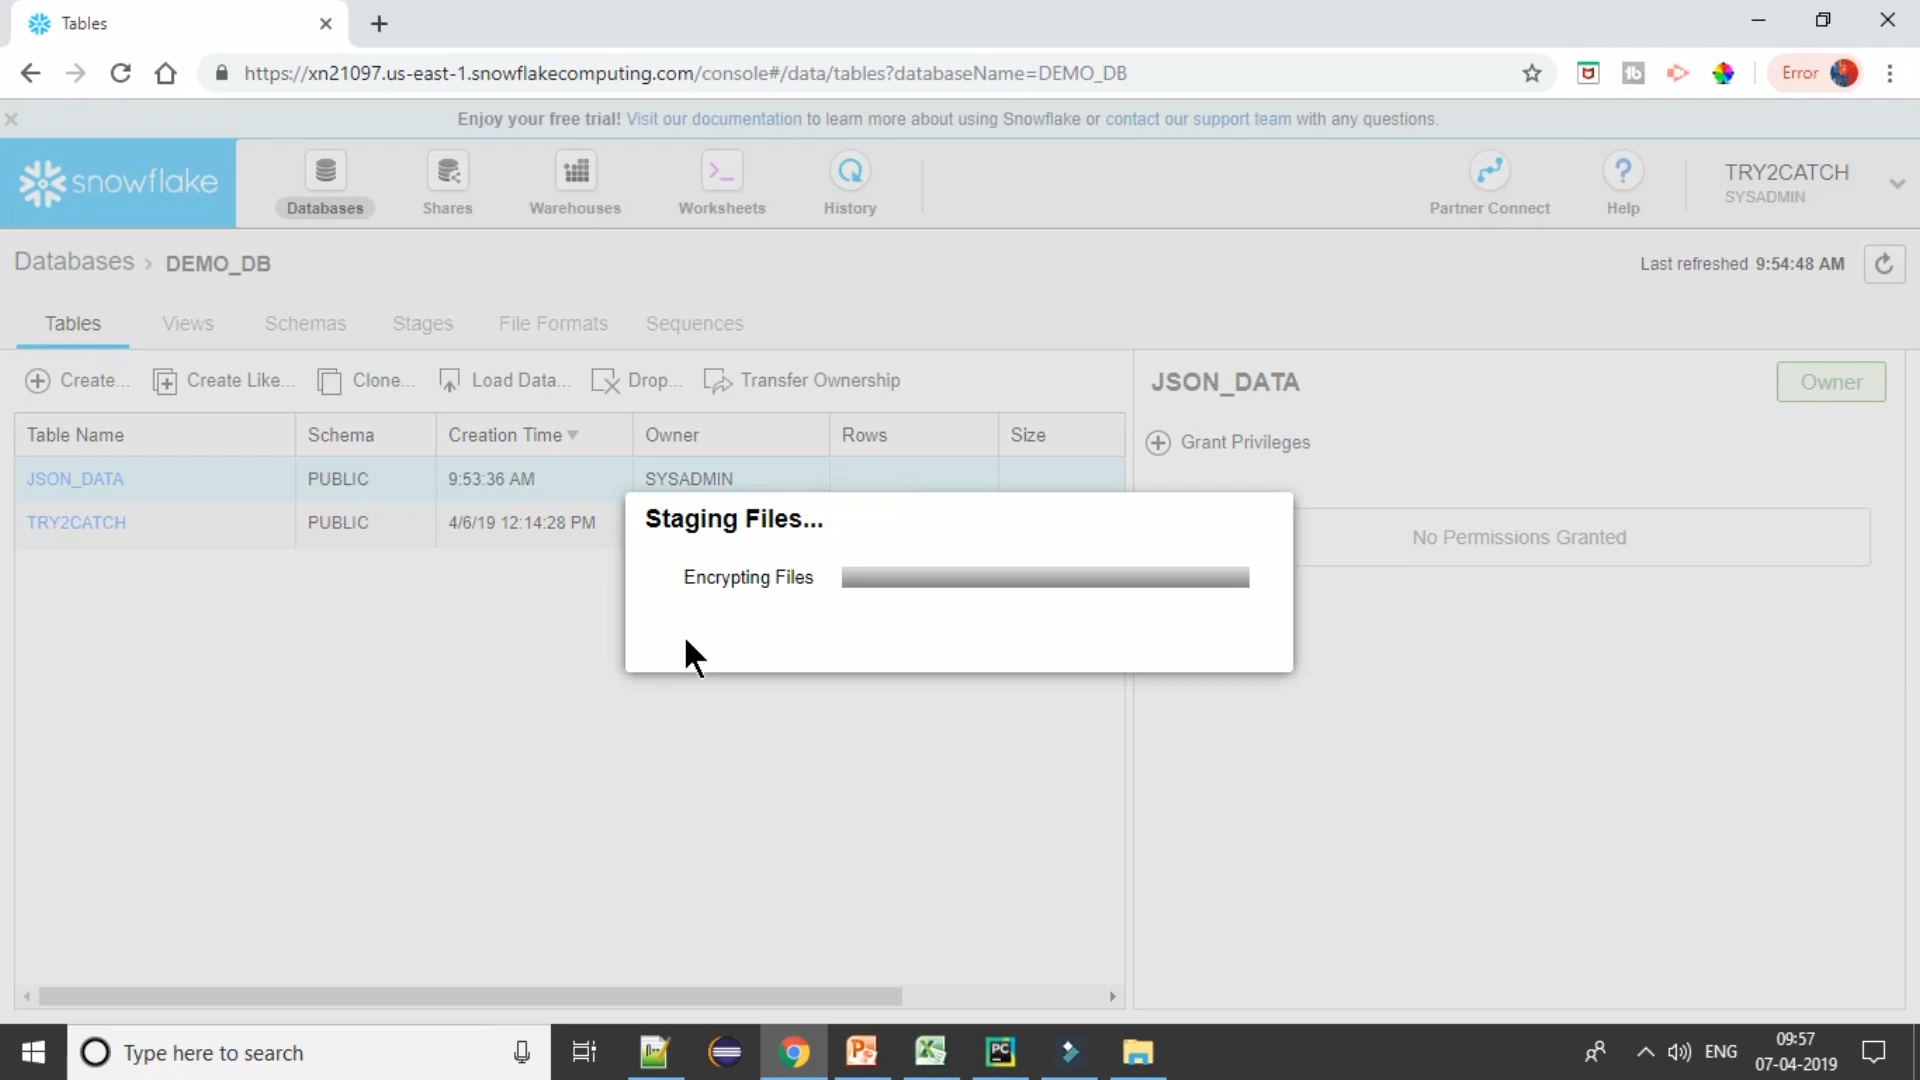 Tables
https://xn21097.us-east-1.snowflakecomputing.com/console#/data/tables?databaseName=DEMO_DB
Error
Enjoy your free trial! Visit our documentation to learn more about using Snowflake or contact our support team with any questions.
snowflake
Databases
Shares
Warehouses
Worksheets
History
Partner Connect
Help
TRY2CATCH
SYSADMIN
Databases › DEMO_DB
Last refreshed 9:54:48 AM
Tables Views Schemas Stages File Formats Sequences
Create... Create Like... Clone... Load Data... Drop... Transfer Ownership
JSON_DATA
Owner
Table Name Schema Creation Time Owner Rows Size
Grant Privileges
JSON_DATA PUBLIC 9:53:36 AM SYSADMIN
TRY2CATCH PUBLIC 4/6/19 12:14:28 PM
Staging Files...
No Permissions Granted
Encrypting Files
Type here to search
ENG
09:57
07-04-2019